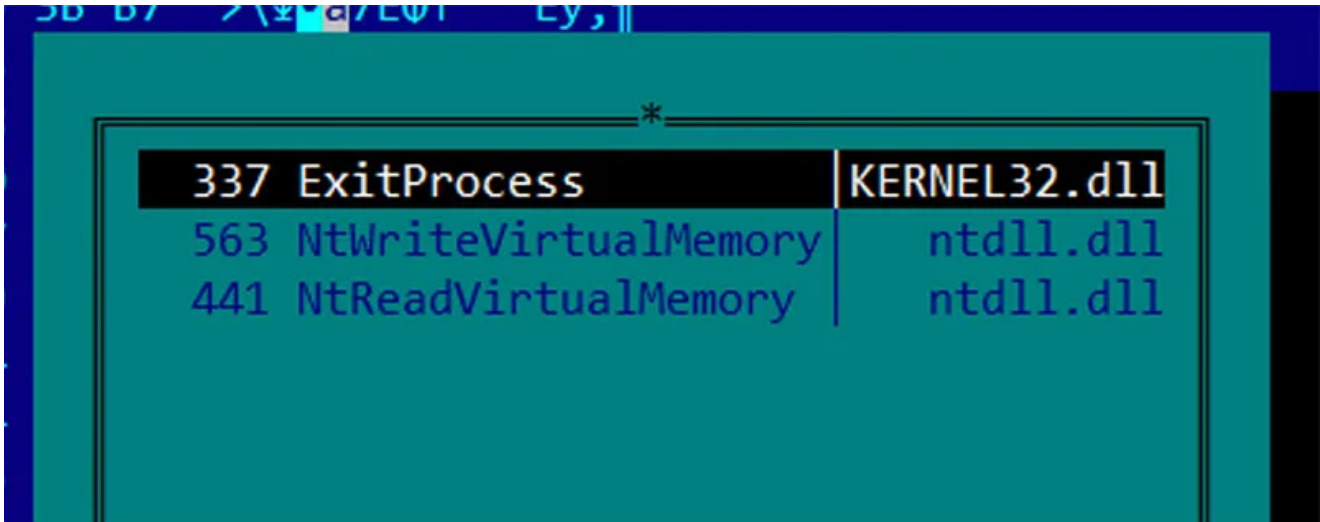 *
337 ExitProcess KERNEL32.dll
563 NtWriteVirtualMemory ntdll.dll
441 NtReadVirtualMemory ntdll.dll